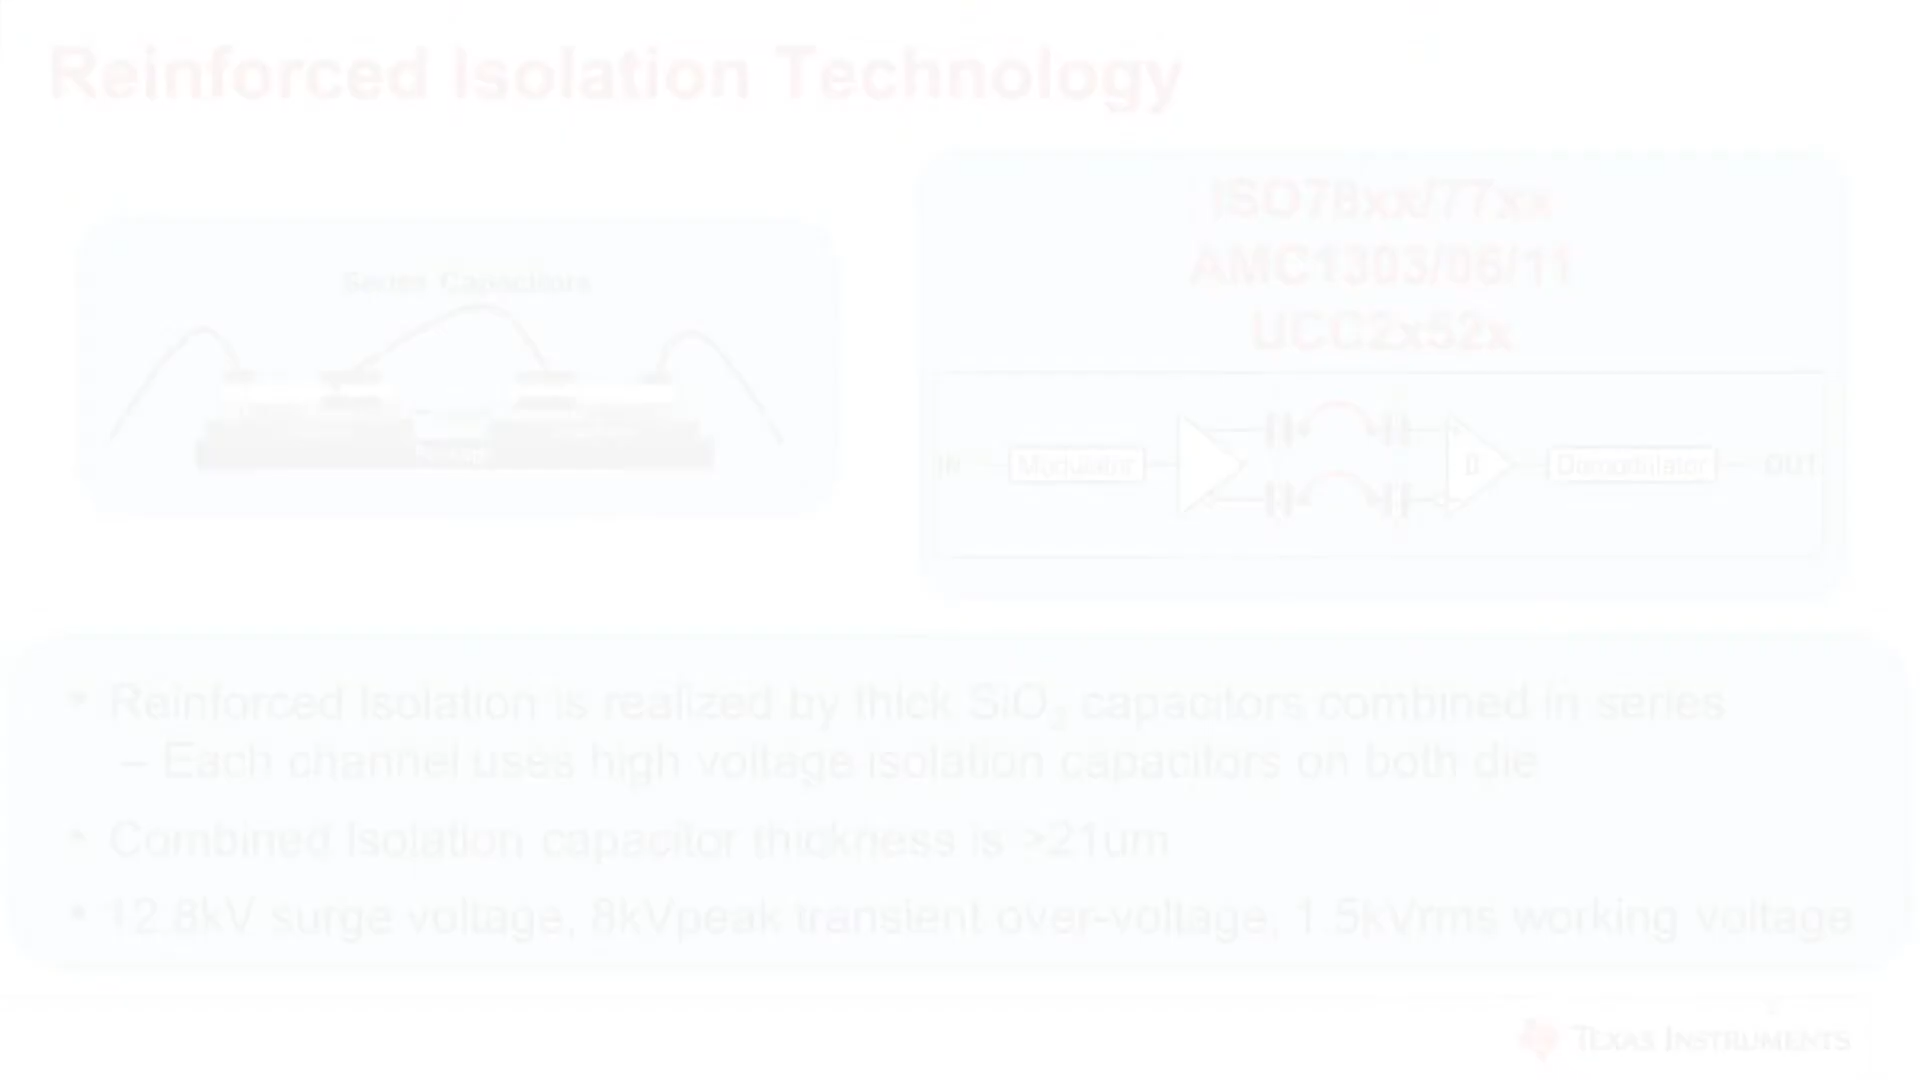 Reinforced Isolation Technology
Series Capacitors
ISO78xx/77xx
AMC1303/06/11
UCC2x52x
IN
Modulator
Demodulator
OUT
• Reinforced Isolation is realized by thick SiO2 capacitors combined in series
– Each channel uses high voltage isolation capacitors on both die
• Combined Isolation capacitor thickness is >21um
• 12.8kV surge voltage, 8kVpeak transient over-voltage, 1.5kVrms working voltage
TEXAS INSTRUMENTS